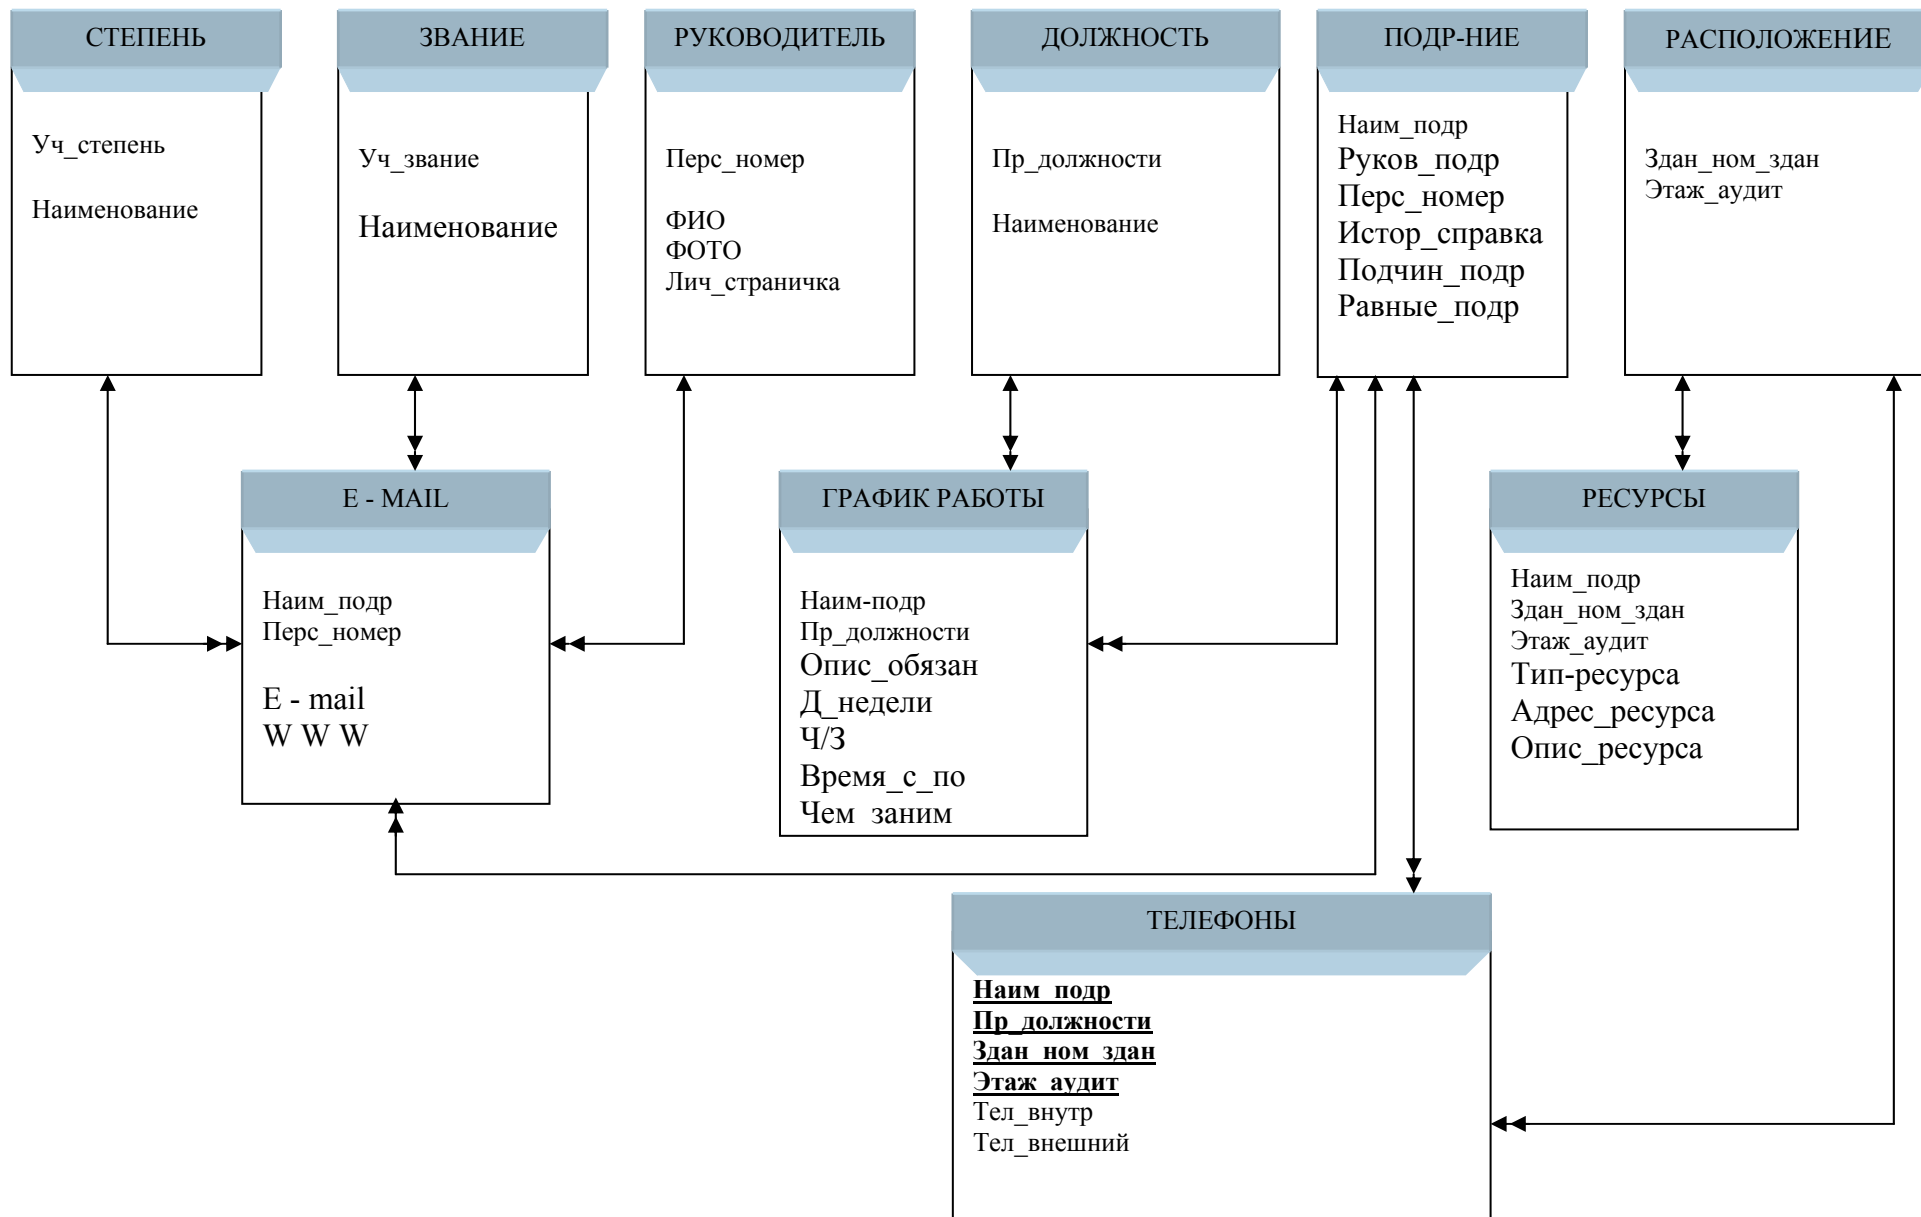 СТЕПЕНЬ
Уч_степень
Наименование
ЗВАНИЕ
Уч_звание
Наименование
РУКОВОДИТЕЛЬ
Перс_номер
ФИО
ФОТО
Лич_страничка
ДОЛЖНОСТЬ
Пр_должности
Наименование
ПОДР-НИЕ
Наим_подр
Руков_подр
Перс_номер
Истор_справка
Подчин_подр
Равные_подр
РАСПОЛОЖЕНИЕ
Здан_ном_здан
Этаж_аудит
E - MAIL
Наим_подр
Перс_номер
E - mail
W W W
ГРАФИК РАБОТЫ
Наим-подр
Пр_должности
Опис_обязан
Д_недели
Ч/З
Время_с_по
Чем_заним
РЕСУРСЫ
Наим_подр
Здан_ном_здан
Этаж_аудит
Тип-ресурса
Адрес_ресурса
Опис_ресурса
ТЕЛЕФОНЫ
Наим_подр
Пр_должности
Здан_ном_здан
Этаж_аудит
Тел_внутр
Тел_внешний